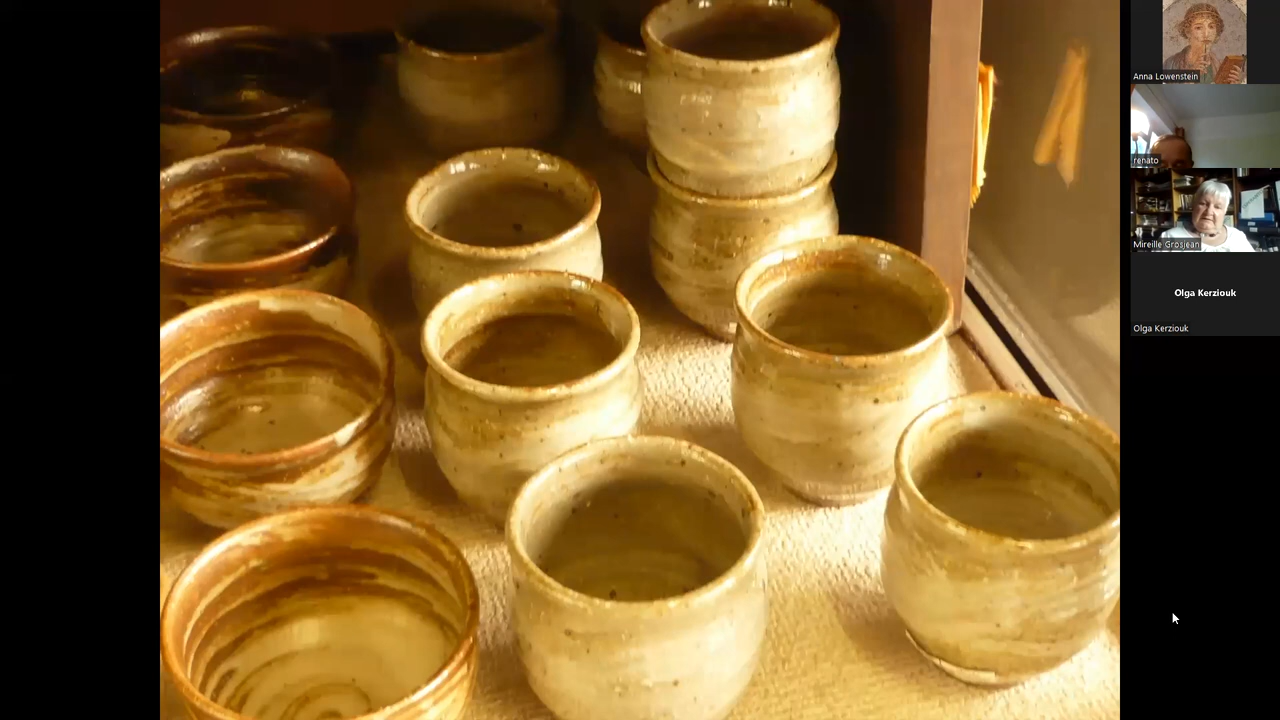 Anna Lowenstein
renato
Mireille Grosjean
Olga Kerziouk
Olga Kerziouk